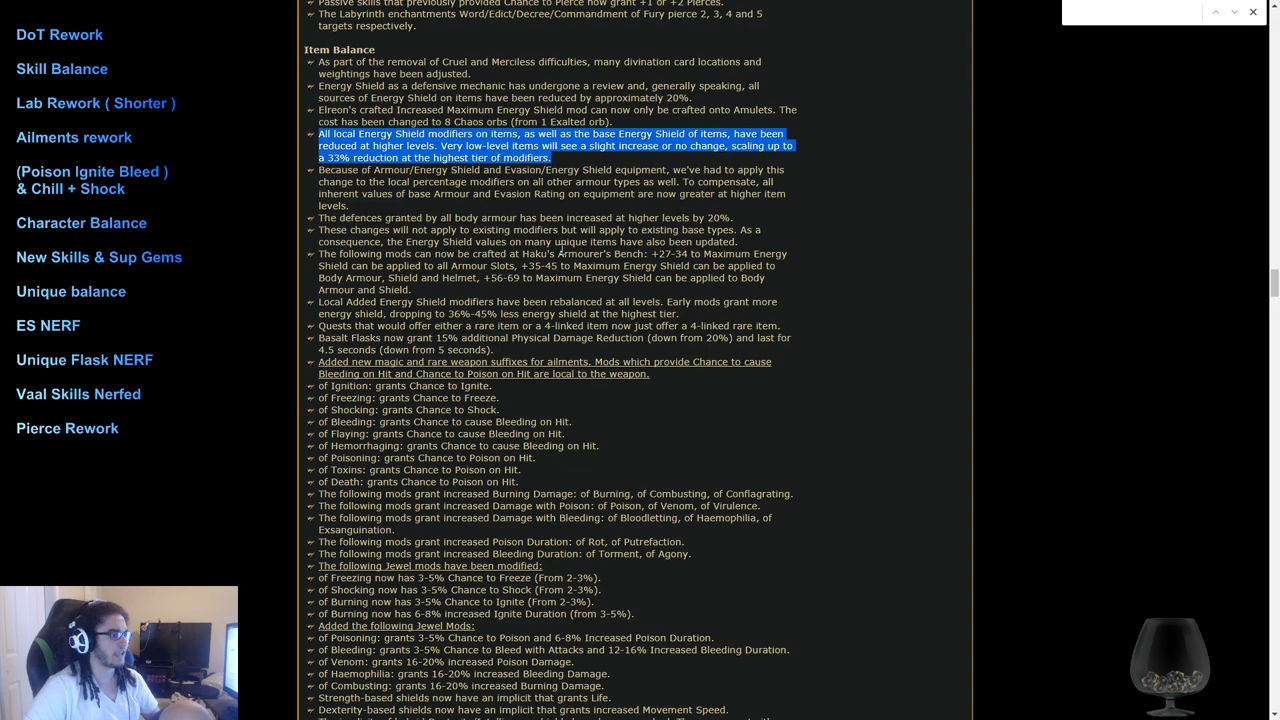 DoT Rework
Skill Balance
Lab Rework ( Shorter )
Ailments rework
(Poison Ignite Bleed )
& Chill + Shock
Character Balance
New Skills & Sup Gems
Unique balance
ES NERF
Unique Flask NERF
Vaal Skills Nerfed
Pierce Rework
Passive skills that previously provided Chance to Pierce now grant +1 or +2 Pierces.
The Labyrinth enchantments Word/Edict/Decree/Commandment of Fury pierce 2, 3, 4 and 5
targets respectively.
Item Balance
As part of the removal of Cruel and Merciless difficulties, many divination card locations and
weightings have been adjusted.
Energy Shield as a defensive mechanic has undergone a review and, generally speaking, all
sources of Energy Shield on items have been reduced by approximately 20%.
Elreon's crafted Increased Maximum Energy Shield mod can now only be crafted onto Amulets. The
cost has been changed to 8 Chaos orbs (from 1 Exalted orb).
All local Energy Shield modifiers on items, as well as the base Energy Shield of items, have been
reduced at higher levels. Very low-level items will see a slight increase or no change, scaling up to
a 33% reduction at the highest tier of modifiers.
Because of Armour/Energy Shield and Evasion/Energy Shield equipment, we've had to apply this
change to the local percentage modifiers on all other armour types as well. To compensate, all
inherent values of base Armour and Evasion Rating on equipment are now greater at higher item
levels.
The defences granted by all body armour has been increased at higher levels by 20%.
These changes will not apply to existing modifiers but will apply to existing base types. As a
consequence, the Energy Shield values on many unique items have also been updated.
The following mods can now be crafted at Haku's Armourer's Bench: +27-34 to Maximum Energy
Shield can be applied to all Armour Slots, +35-45 to Maximum Energy Shield can be applied to
Body Armour, Shield and Helmet, +56-69 to Maximum Energy Shield can be applied to Body
Armour and Shield.
Local Added Energy Shield modifiers have been rebalanced at all levels. Early mods grant more
energy shield, dropping to 36%-45% less energy shield at the highest tier.
Quests that would offer either a rare item or a 4-linked item now just offer a 4-linked rare item.
Basalt Flasks now grant 15% additional Physical Damage Reduction (down from 20%) and last for
4.5 seconds (down from 5 seconds).
Added new magic and rare weapon suffixes for ailments. Mods which provide Chance to cause
Bleeding on Hit and Chance to Poison on Hit are local to the weapon.
of Ignition: grants Chance to Ignite.
of Freezing: grants Chance to Freeze.
of Shocking: grants Chance to Shock.
of Bleeding: grants Chance to cause Bleeding on Hit.
of Flaying: grants Chance to cause Bleeding on Hit.
of Hemorrhaging: grants Chance to cause Bleeding on Hit.
of Poisoning: grants Chance to Poison on Hit.
of Toxins: grants Chance to Poison on Hit.
of Death: grants Chance to Poison on Hit.
The following mods grant increased Burning Damage: of Burning, of Combusting, of Conflagrating.
The following mods grant increased Damage with Poison: of Poison, of Venom, of Virulence.
The following mods grant increased Damage with Bleeding: of Bloodletting, of Haemophilia, of
Exsanguination.
The following mods grant increased Poison Duration: of Rot, of Putrefaction.
The following mods grant increased Bleeding Duration: of Torment, of Agony.
The following Jewel mods have been modified:
of Freezing now has 3-5% Chance to Freeze (From 2-3%).
of Shocking now has 3-5% Chance to Shock (From 2-3%).
of Burning now has 3-5% Chance to Ignite (From 2-3%).
of Burning now has 6-8% increased Ignite Duration (from 3-5%).
Added the following Jewel Mods:
of Poisoning: grants 3-5% Chance to Poison and 6-8% Increased Poison Duration.
of Bleeding: grants 3-5% Chance to Bleed with Attacks and 12-16% Increased Bleeding Duration.
of Venom: grants 16-20% increased Poison Damage.
of Haemophilia: grants 16-20% increased Bleeding Damage.
of Combusting: grants 16-20% increased Burning Damage.
Strength-based shields now have an implicit that grants Life.
Dexterity-based shields now have an implicit that grants Increased Movement Speed.